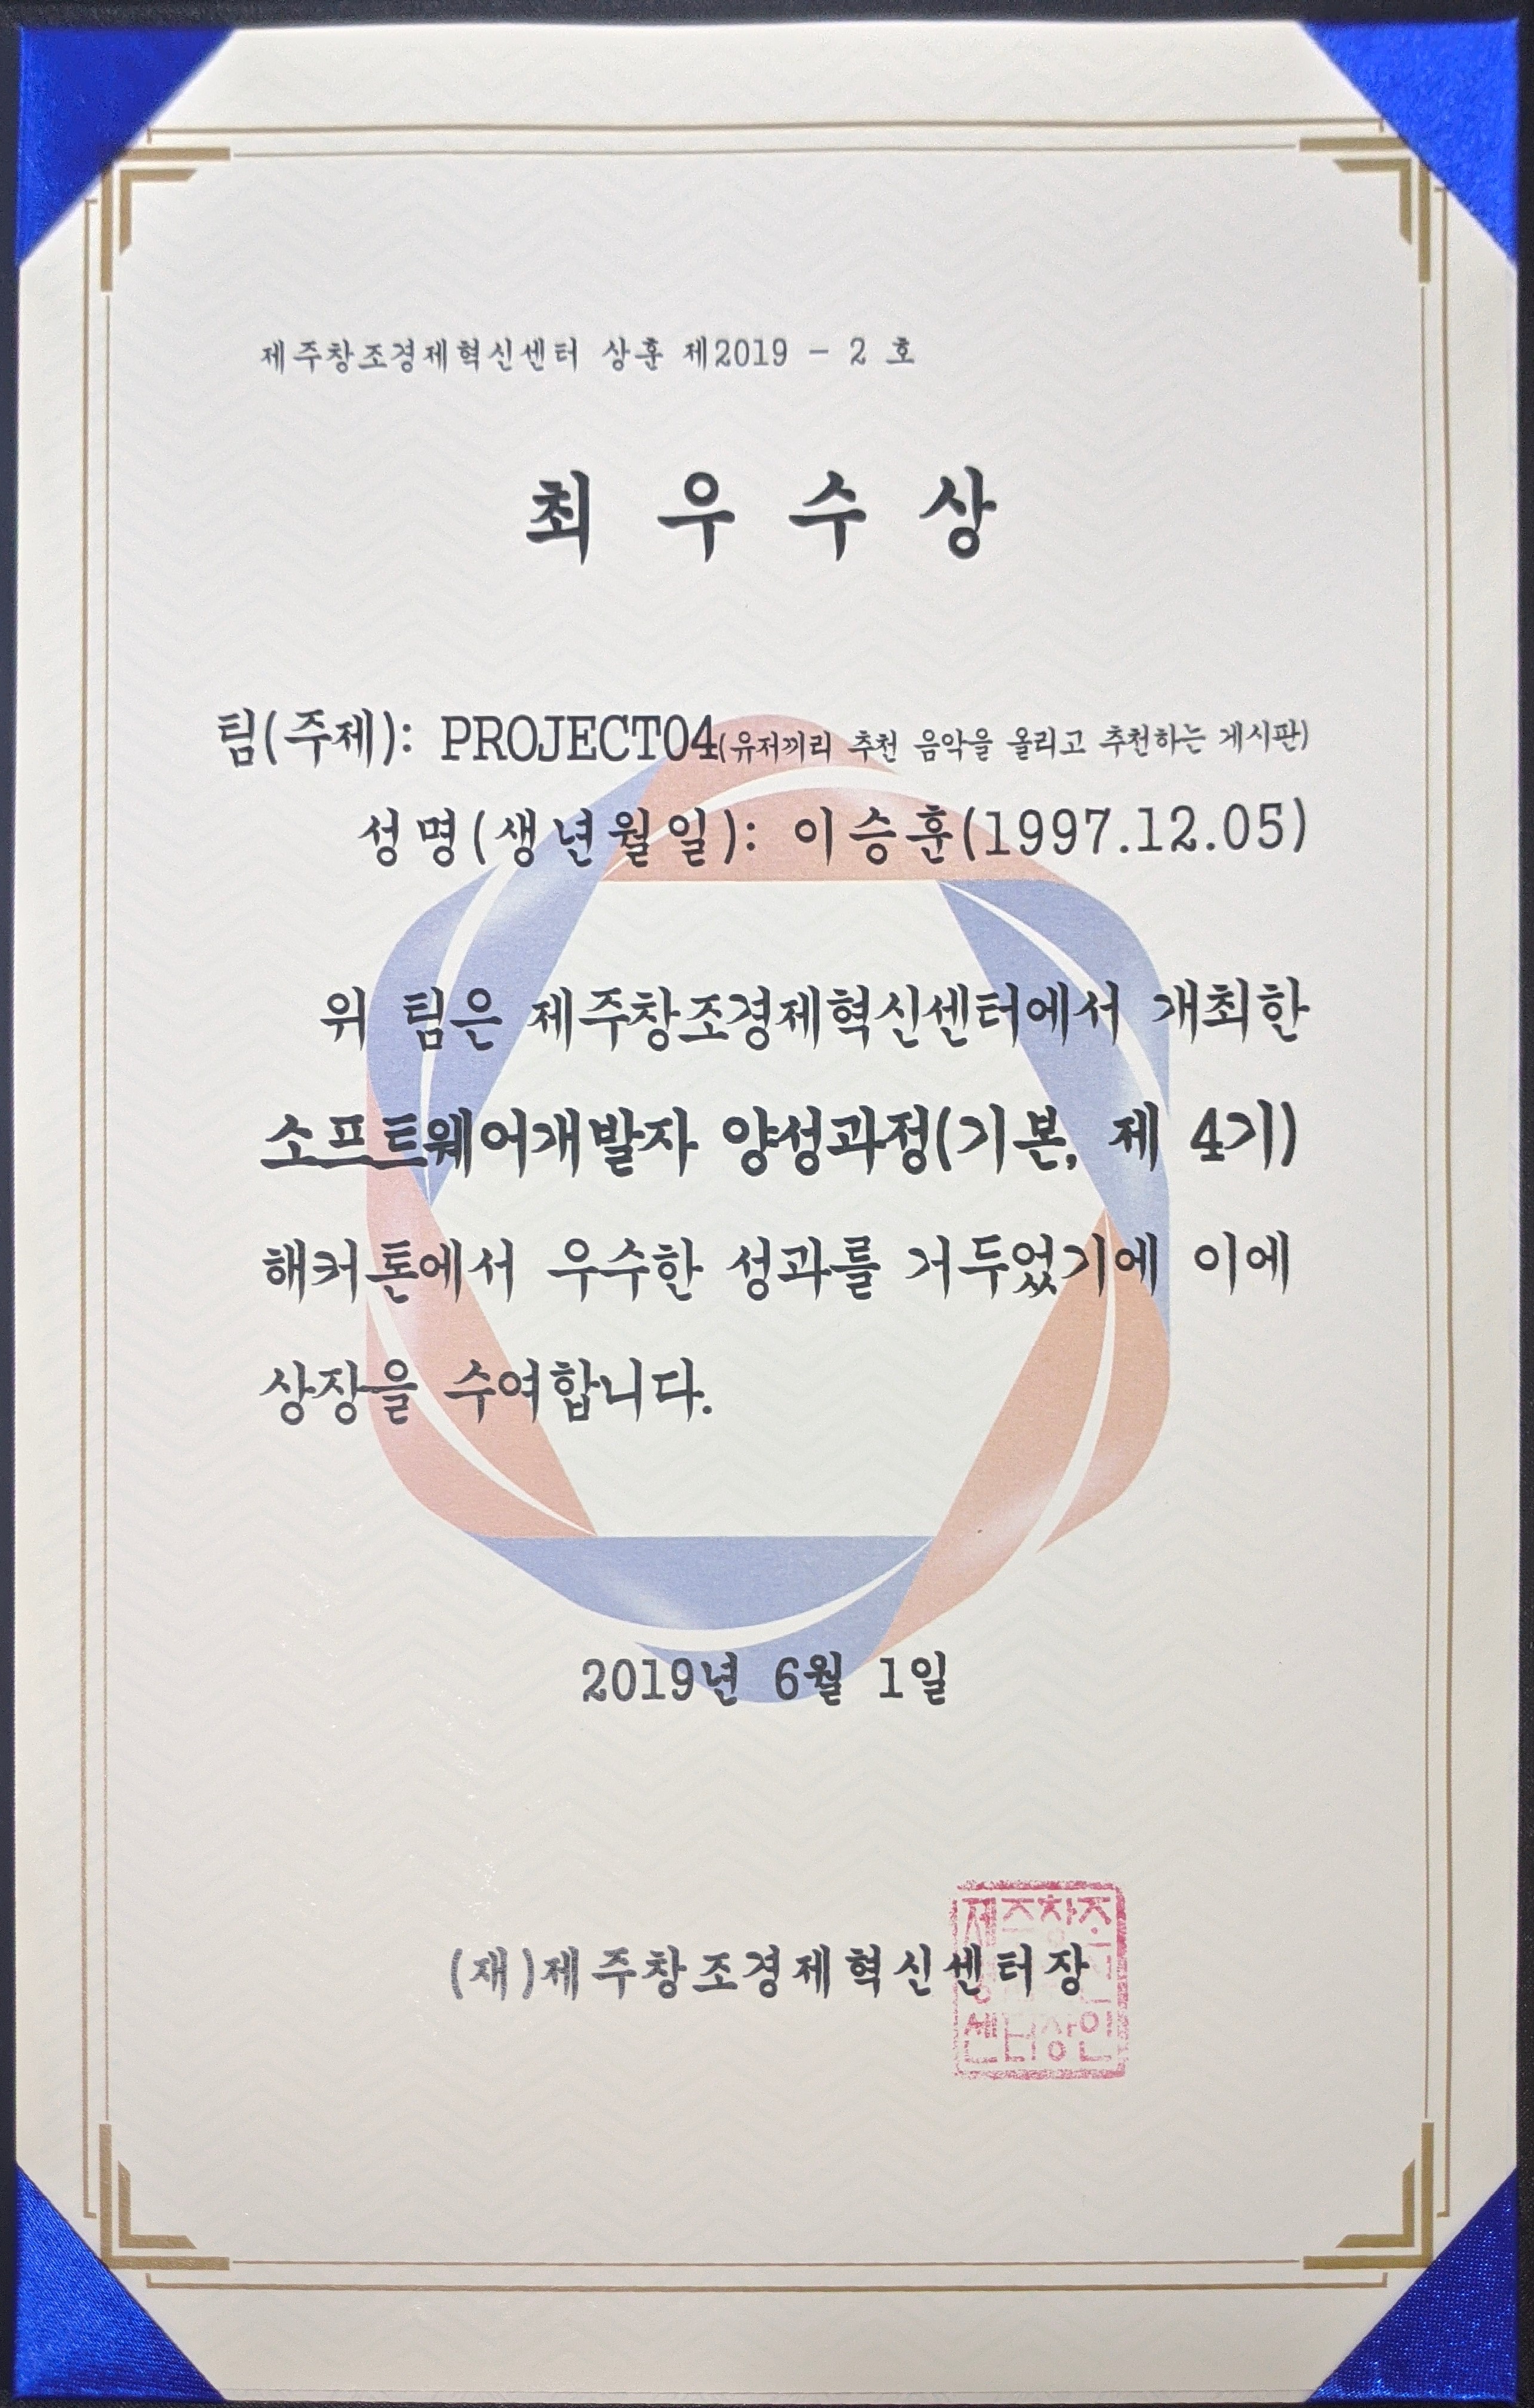 제주창조경제혁신센터 상훈 제2019 - 2 호
최 우 수 상
팀(주제): PROJECT04(유저끼리 추천 음악을 올리고 추천하는 게시판)
성명(생년월일): 이승훈(1997.12.05)
위 팀은 제주창조경제혁신센터에서 개최한
소프트웨어개발자 양성과정(기본, 제 4기)
해커톤에서 우수한 성과를 거두었기에 이에
상장을 수여합니다.
2019년 6월 1일
(재)제주창조경제혁신센터장
제주창조
센터장인